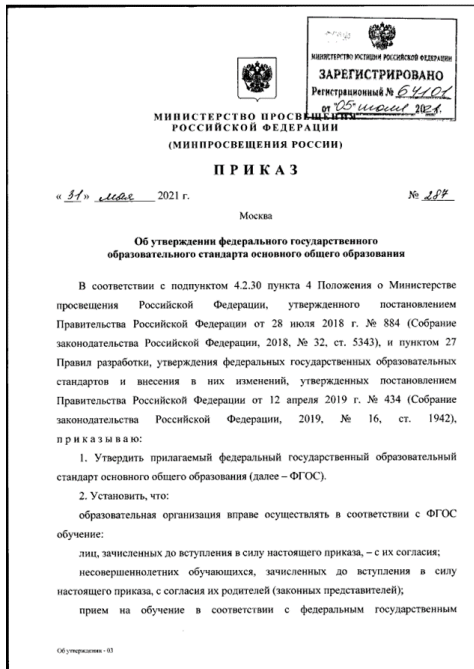 МИНИСТЕРСТВО ЮСТИЦИИ РОССИЙСКОЙ ФЕДЕРАЦИИ
ЗАРЕГИСТРИРОВАНО
Регистрационный № 64101
от "05" июля 2021.
МИНИСТЕРСТВО ПРОСВЕЩЕНИЯ
РОССИЙСКОЙ ФЕДЕРАЦИИ
(МИНПРОСВЕЩЕНИЯ РОССИИ)
ПРИКАЗ
« 31 » мая 2021 г. № 287
Москва
Об утверждении федерального государственного
образовательного стандарта основного общего образования
В соответствии с подпунктом 4.2.30 пункта 4 Положения о Министерстве
просвещения Российской Федерации, утвержденного постановлением
Правительства Российской Федерации от 28 июля 2018 г. № 884 (Собрание
законодательства Российской Федерации, 2018, № 32, ст. 5343), и пунктом 27
Правил разработки, утверждения федеральных государственных образовательных
стандартов и внесения в них изменений, утвержденных постановлением
Правительства Российской Федерации от 12 апреля 2019 г. № 434 (Собрание
законодательства Российской Федерации, 2019, № 16, ст. 1942),
приказываю:
1. Утвердить прилагаемый федеральный государственный образовательный
стандарт основного общего образования (далее – ФГОС).
2. Установить, что:
образовательная организация вправе осуществлять в соответствии с ФГОС
обучение:
лиц, зачисленных до вступления в силу настоящего приказа, – с их согласия;
несовершеннолетних обучающихся, зачисленных до вступления в силу
настоящего приказа, с согласия их родителей (законных представителей);
прием на обучение в соответствии с федеральным государственным
Об утверждении - 03